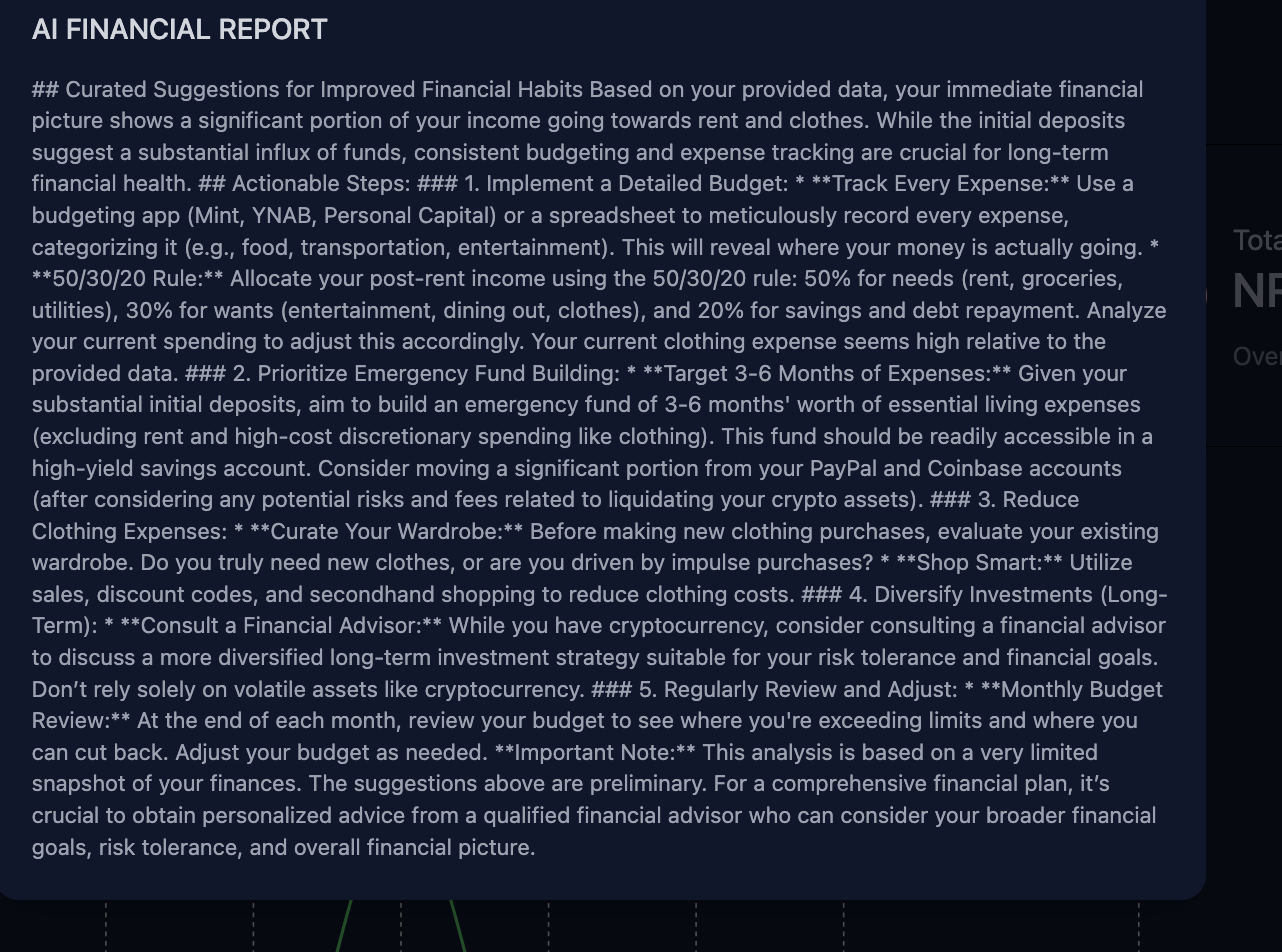 AI FINANCIAL REPORT
## Curated Suggestions for Improved Financial Habits Based on your provided data, your immediate financial
picture shows a significant portion of your income going towards rent and clothes. While the initial deposits
suggest a substantial influx of funds, consistent budgeting and expense tracking are crucial for long-term
financial health. ## Actionable Steps: ### 1. Implement a Detailed Budget: * **Track Every Expense:** Use a
budgeting app (Mint, YNAB, Personal Capital) or a spreadsheet to meticulously record every expense,
categorizing it (e.g., food, transportation, entertainment). This will reveal where your money is actually going. *
**50/30/20 Rule:** Allocate your post-rent income using the 50/30/20 rule: 50% for needs (rent, groceries,
utilities), 30% for wants (entertainment, dining out, clothes), and 20% for savings and debt repayment. Analyze
your current spending to adjust this accordingly. Your current clothing expense seems high relative to the
provided data. ### 2. Prioritize Emergency Fund Building: * **Target 3-6 Months of Expenses:** Given your
substantial initial deposits, aim to build an emergency fund of 3-6 months' worth of essential living expenses
(excluding rent and high-cost discretionary spending like clothing). This fund should be readily accessible in a
high-yield savings account. Consider moving a significant portion from your PayPal and Coinbase accounts
(after considering any potential risks and fees related to liquidating your crypto assets). ### 3. Reduce
Clothing Expenses: * **Curate Your Wardrobe:** Before making new clothing purchases, evaluate your existing
wardrobe. Do you truly need new clothes, or are you driven by impulse purchases? * **Shop Smart:** Utilize
sales, discount codes, and secondhand shopping to reduce clothing costs. ### 4. Diversify Investments (Long-
Term): * **Consult a Financial Advisor:** While you have cryptocurrency, consider consulting a financial advisor
to discuss a more diversified long-term investment strategy suitable for your risk tolerance and financial goals.
Don’t rely solely on volatile assets like cryptocurrency. ### 5. Regularly Review and Adjust: * **Monthly Budget
Review:** At the end of each month, review your budget to see where you're exceeding limits and where you
can cut back. Adjust your budget as needed. **Important Note:** This analysis is based on a very limited
snapshot of your finances. The suggestions above are preliminary. For a comprehensive financial plan, it’s
crucial to obtain personalized advice from a qualified financial advisor who can consider your broader financial
goals, risk tolerance, and overall financial picture.